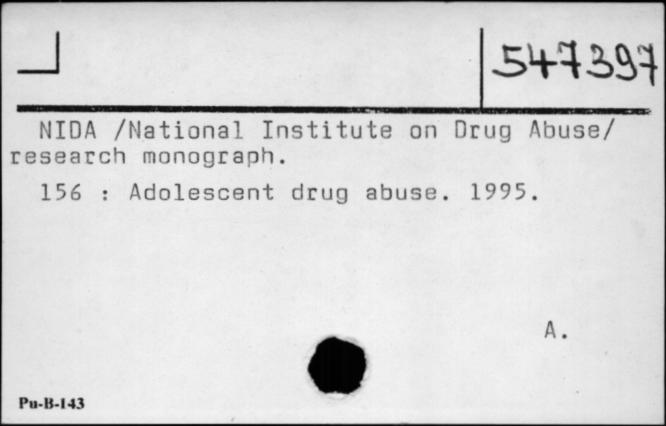 547397
NIDA /National Institute on Drug Abuse/
research monograph.
156 : Adolescent drug abuse. 1995.
A.
Pu-B-143